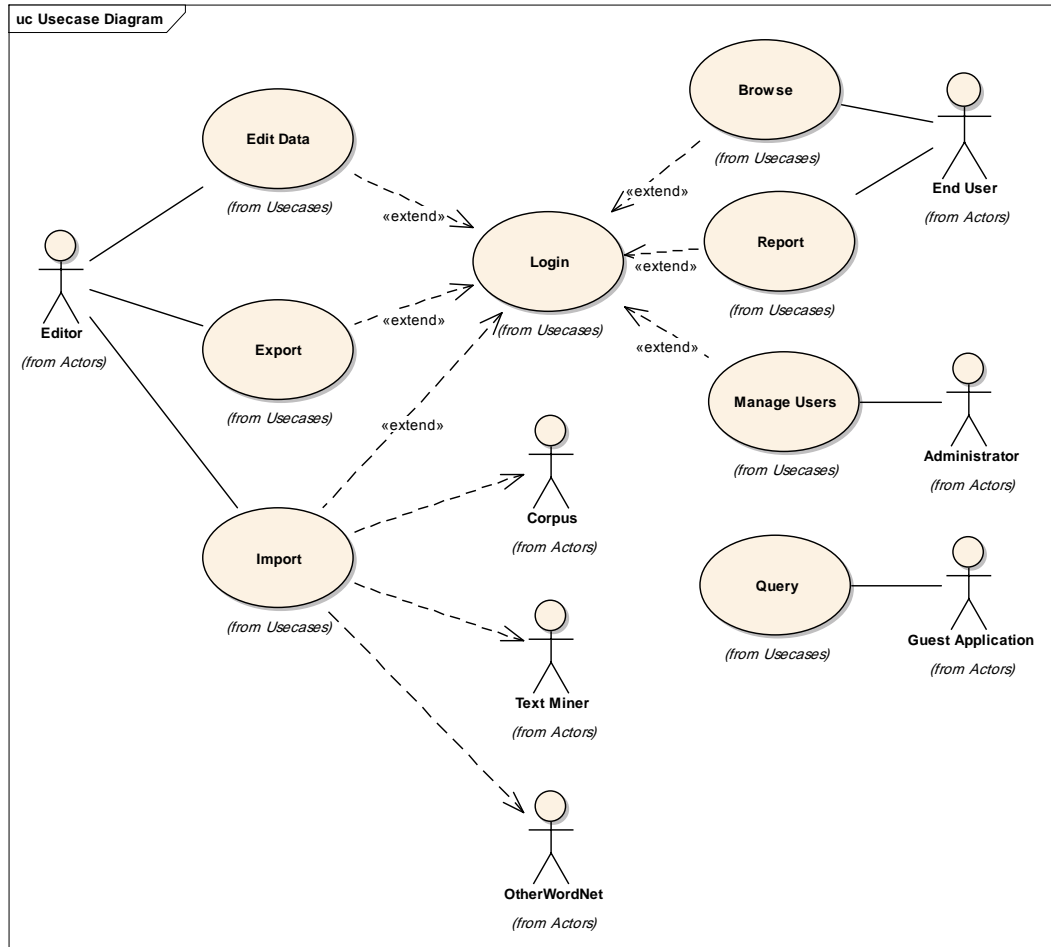 uc Usecase Diagram
Browse
(from Usecases)
Edit Data
(from Usecases)
End User
(from Actors)
«extend»
«extend»
Report
(from Usecases)
«extend»
Login
(from Usecases)
Editor
(from Actors)
Export
(from Usecases)
«extend»
«extend»
Manage Users
(from Usecases)
Administrator
(from Actors)
«extend»
Corpus
(from Actors)
Import
(from Usecases)
Query
(from Usecases)
Guest Application
(from Actors)
Text Miner
(from Actors)
OtherWordNet
(from Actors)